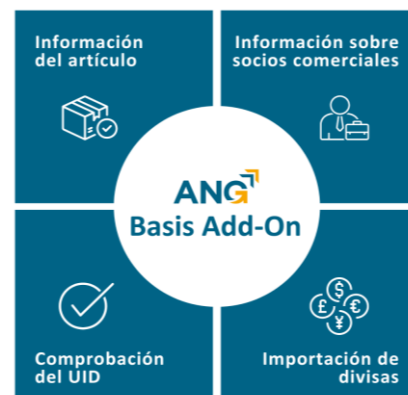 Información
del artículo
Información sobre
socios comerciales
ANG
Basis Add-On
Comprobación
del UID
Importación de
divisas